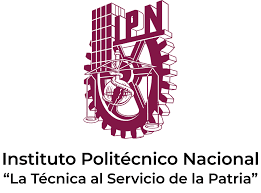 IPN
Instituto Politécnico Nacional
“La Técnica al Servicio de la Patria”